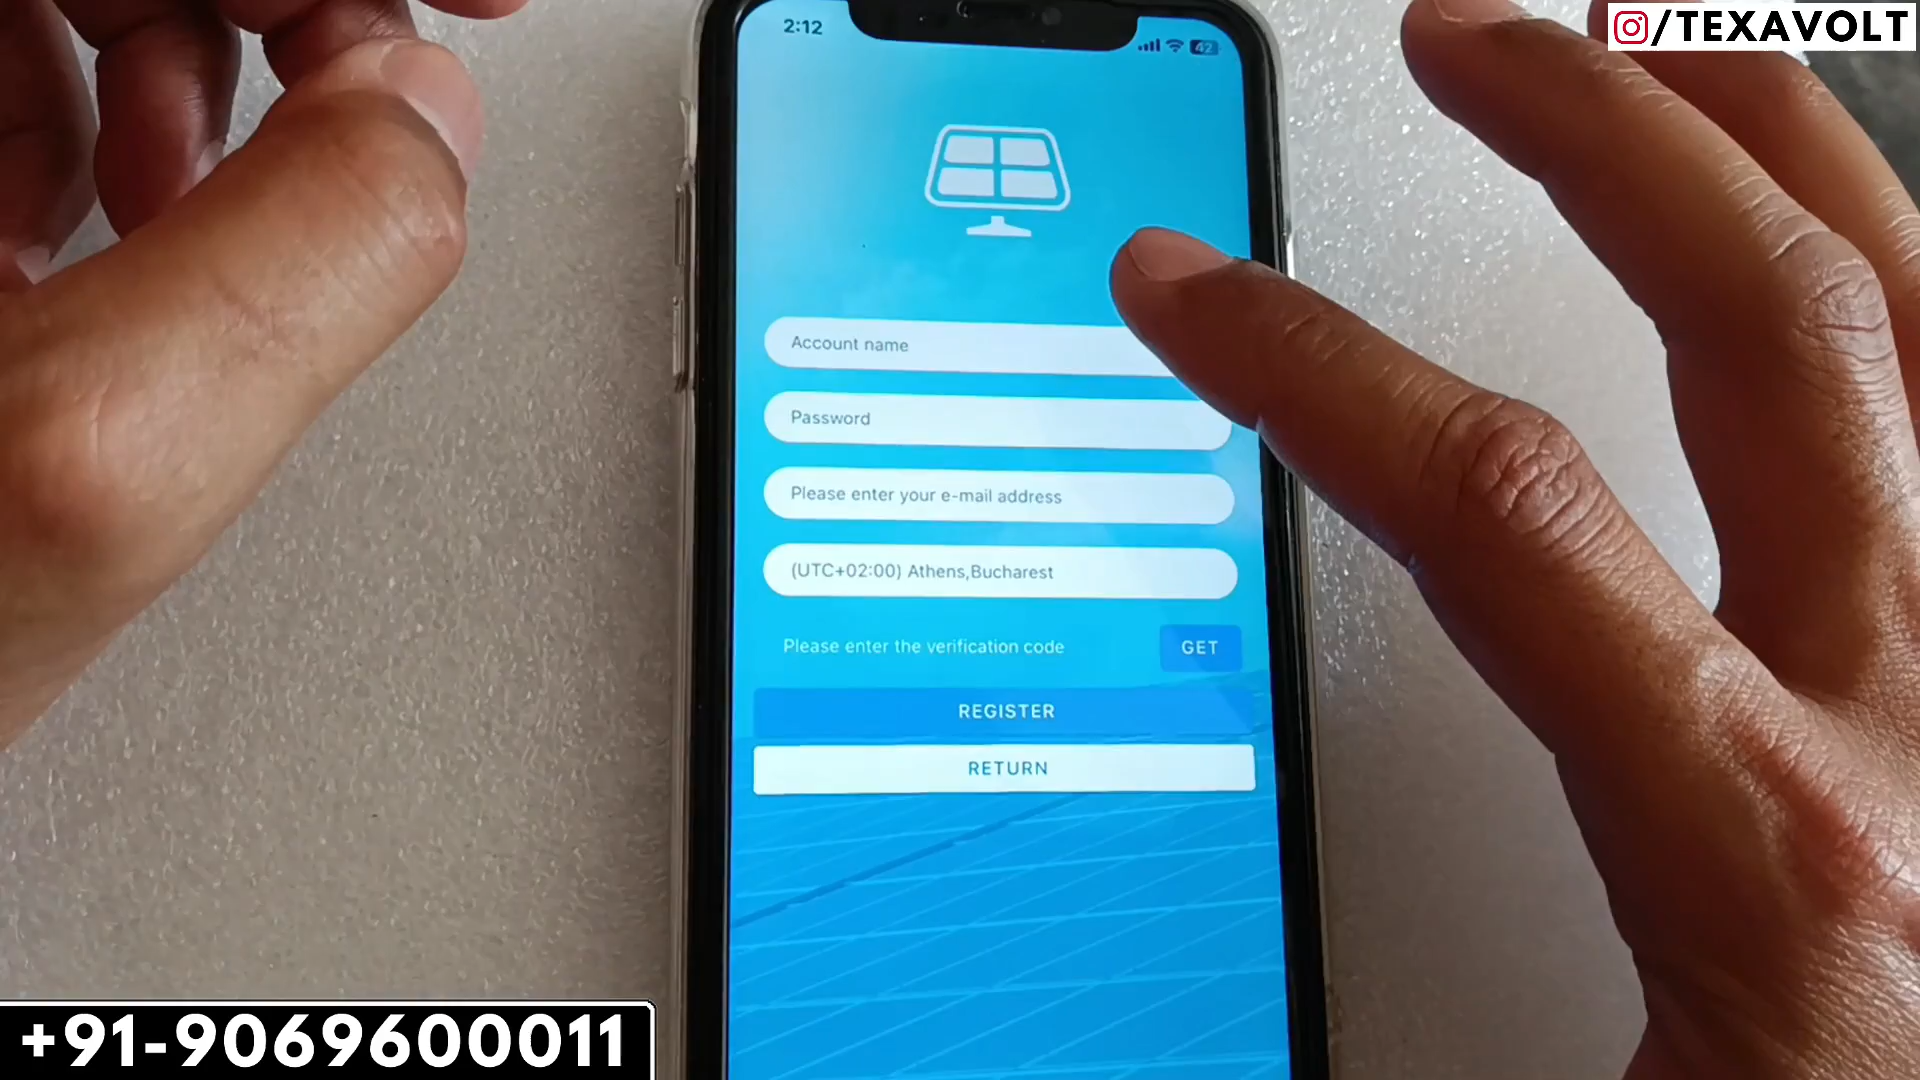 /TEXAVOLT
2:12
42
Account name
Password
Please enter your e-mail address
(UTC+02:00) Athens,Bucharest
Please enter the verification code
GET
REGISTER
RETURN
+91-9069600011